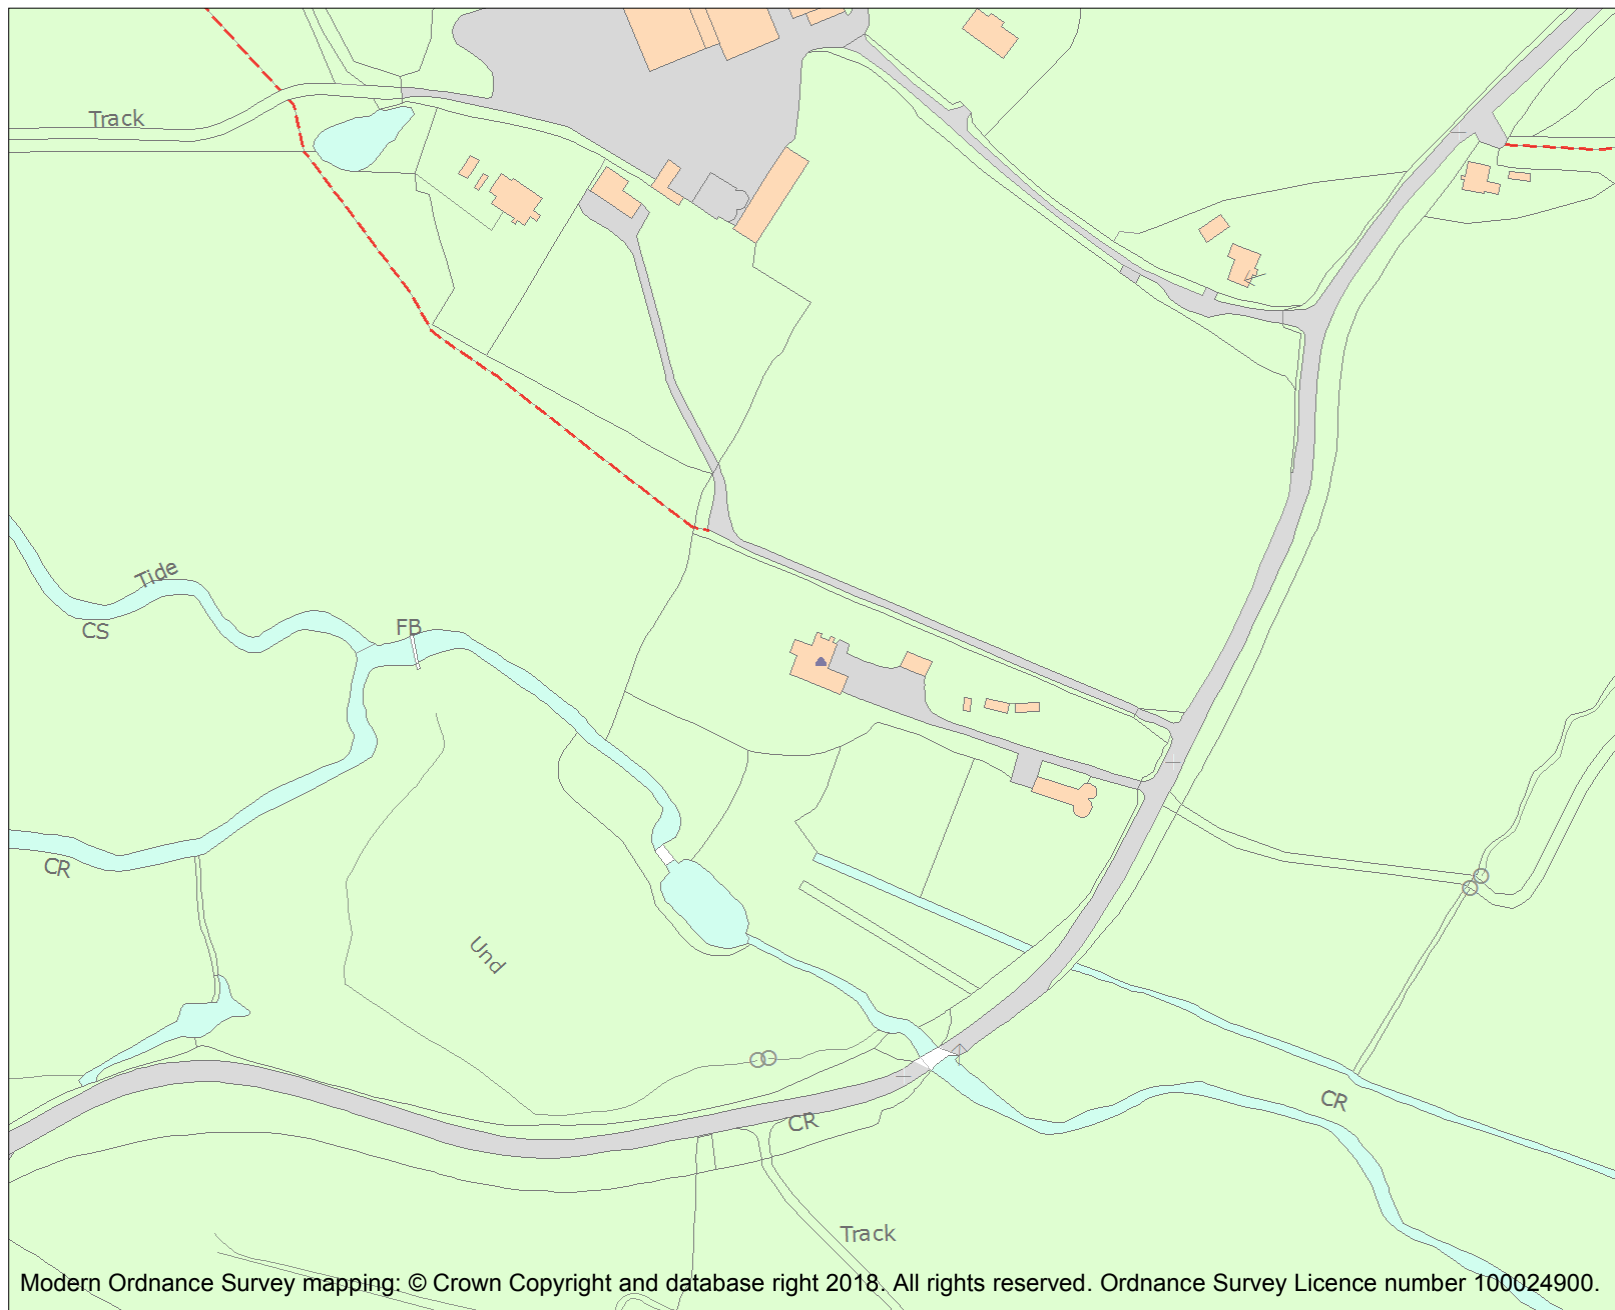 Track
Tide
FB
CS
CR
Und
CR
CR
Track
Modern Ordnance Survey mapping: © Crown Copyright and database right 2018. All rights reserved. Ordnance Survey Licence number 100024900.